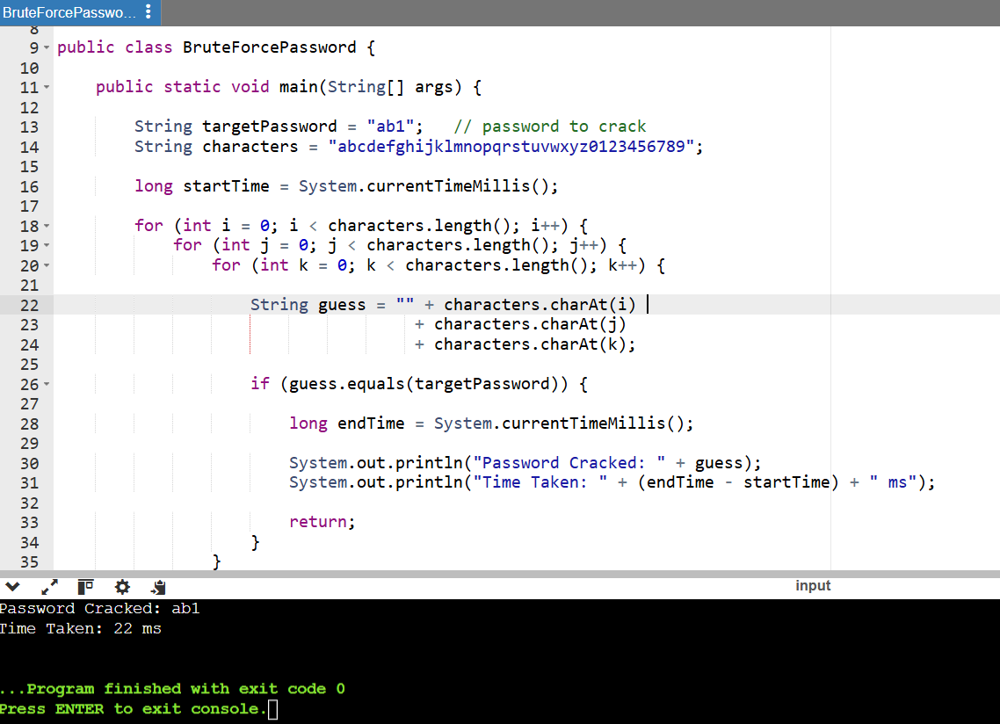 BruteForcePasswo...
8
9 public class BruteForcePassword {
10
11 public static void main(String[] args) {
12
13 String targetPassword = "ab1"; // password to crack
14 String characters = "abcdefghijklmnopqrstuvwxyz0123456789";
15
16 long startTime = System.currentTimeMillis();
17
18 for (int i = 0; i < characters.length(); i++) {
19 for (int j = 0; j < characters.length(); j++) {
20 for (int k = 0; k < characters.length(); k++) {
21
22 String guess = "" + characters.charAt(i)
23 + characters.charAt(j)
24 + characters.charAt(k);
25
26 if (guess.equals(targetPassword)) {
27
28 long endTime = System.currentTimeMillis();
29
30 System.out.println("Password Cracked: " + guess);
31 System.out.println("Time Taken: " + (endTime - startTime) + " ms");
32
33 return;
34 }
35 }
input
Password Cracked: ab1
Time Taken: 22 ms
...Program finished with exit code 0
Press ENTER to exit console.